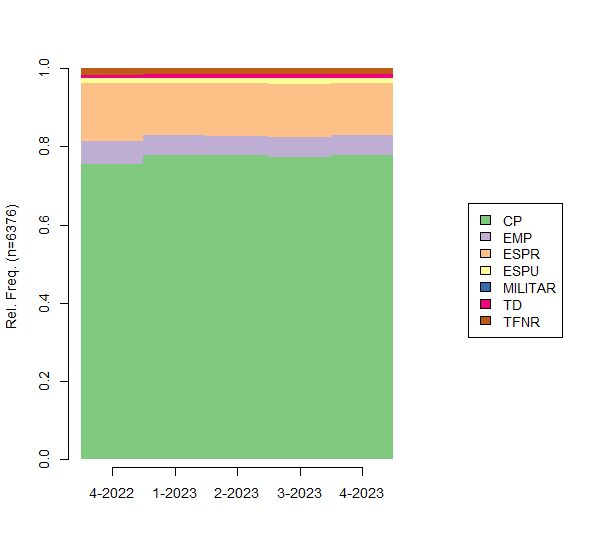 Rel. Freq. (n=6376)
1.0
0.8
0.6
0.4
0.2
0.0
4-2022
1-2023
2-2023
3-2023
4-2023
CP
EMP
ESPR
ESPU
MILITAR
TD
TFNR